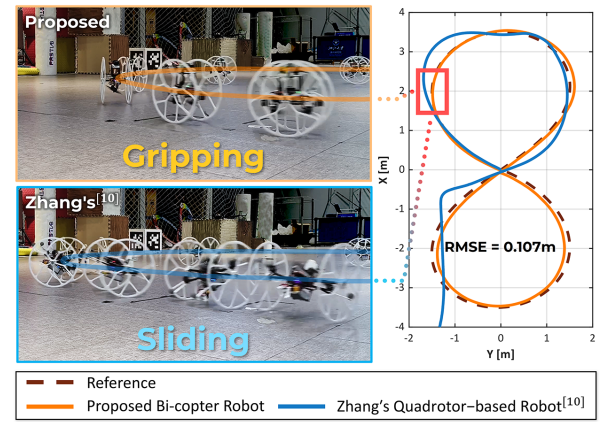 Proposed
Gripping
Zhang's[10]
Sliding
X [m]
4
3
2
1
0
-1
-2
-3
-4
RMSE = 0.107m
-2 -1 0 1 2
Y [m]
Reference
Proposed Bi-copter Robot
Zhang's Quadrotor−based Robot[10]